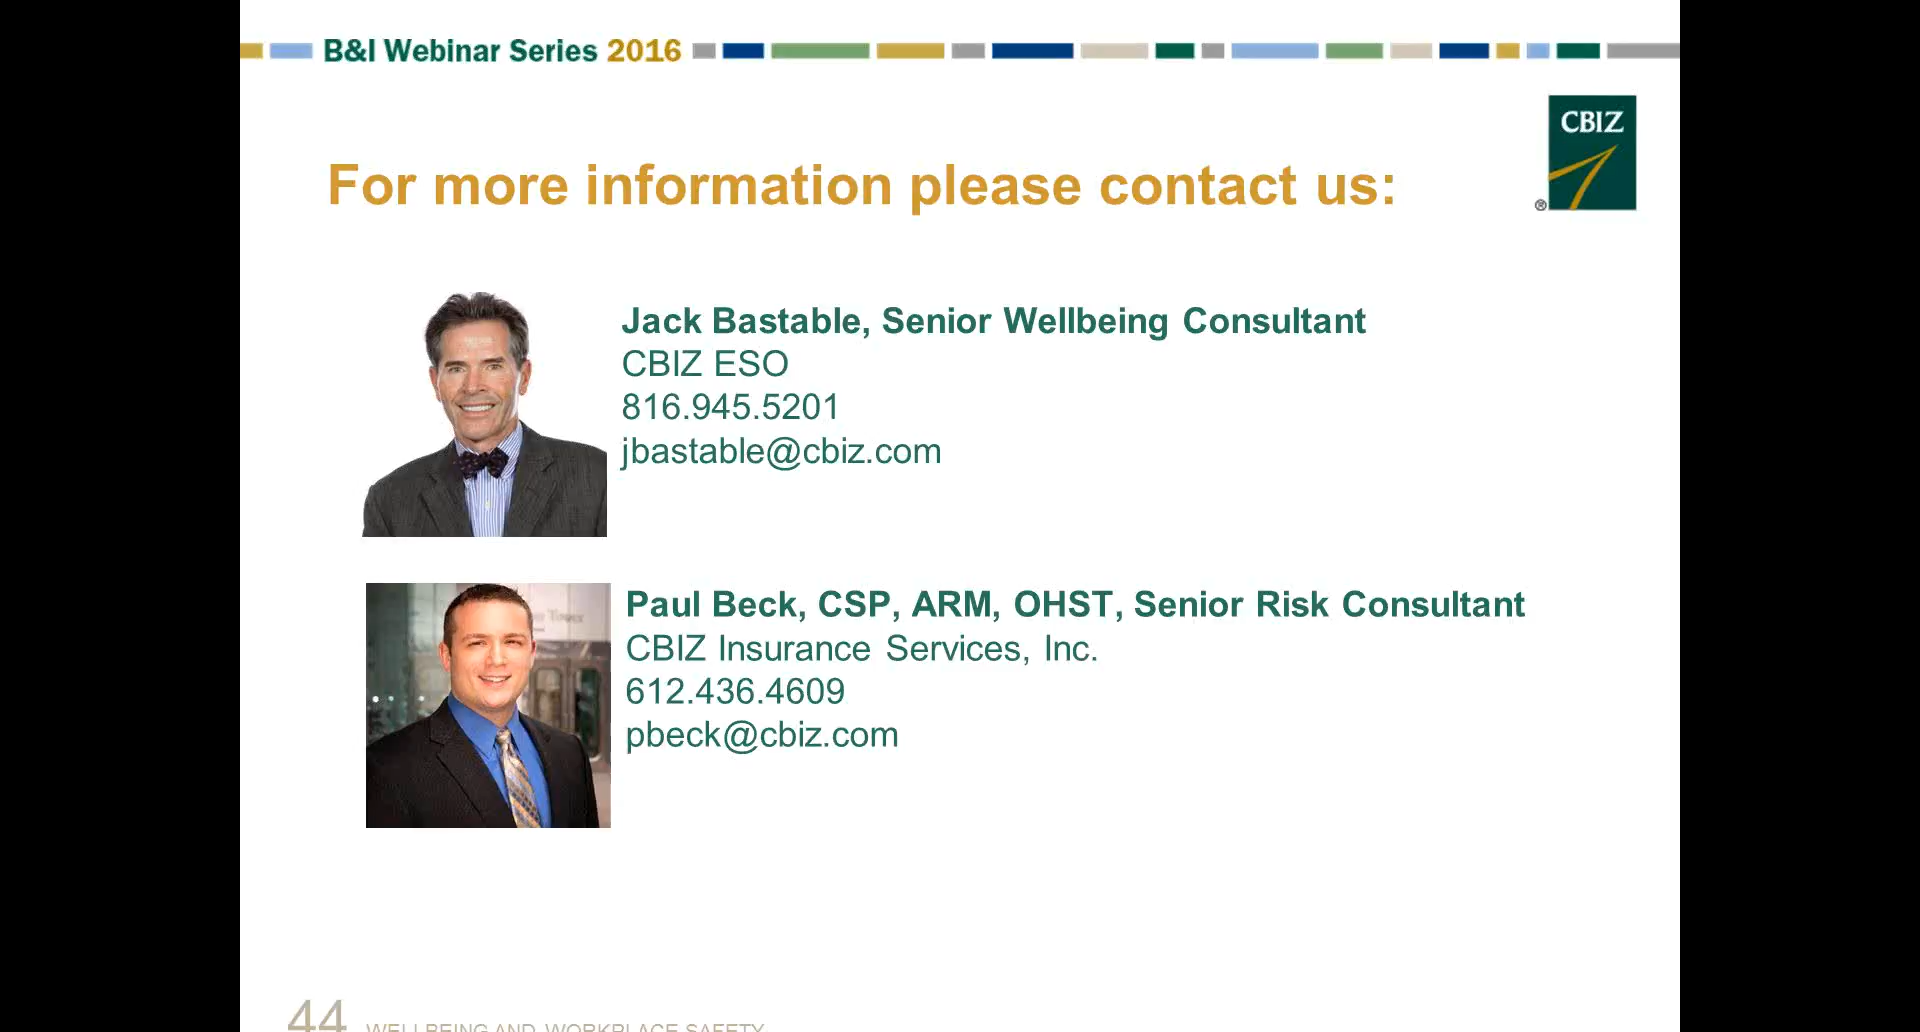 B&I Webinar Series 2016
CBIZ
®
For more information please contact us:
Jack Bastable, Senior Wellbeing Consultant
CBIZ ESO
816.945.5201
jbastable@cbiz.com
Paul Beck, CSP, ARM, OHST, Senior Risk Consultant
CBIZ Insurance Services, Inc.
612.436.4609
pbeck@cbiz.com
44 WELLBEING AND WORKPLACE SAFETY